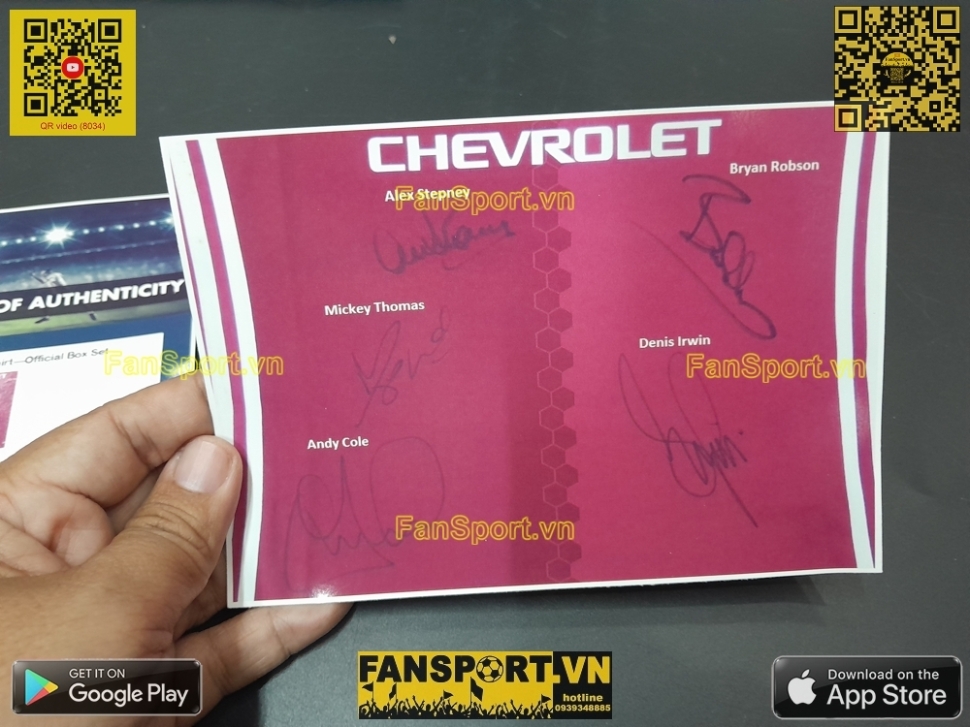 QR video (8034)
FanSport.vn
CHEVROLET
Bryan Robson
Alex Stepney
FanSport.vn
Mickey Thomas
Denis Irwin
FanSport.vn
FanSport.vn
Andy Cole
FanSport.vn
OF AUTHENTICITY
Official Box Set
GET IT ON
Google Play
FANSPORT.VN
hotline
0939348885
Download on the
App Store